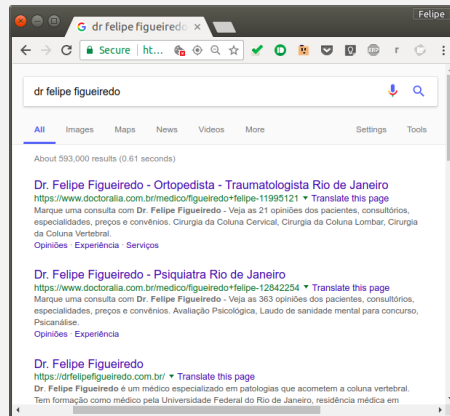 Felipe
dr felipe figueiredo
Secure ht...
dr felipe figueiredo
All Images Maps News Videos More Settings Tools
About 593,000 results (0.61 seconds)
Dr. Felipe Figueiredo - Ortopedista - Traumatologista Rio de Janeiro
https://www.doctoralia.com.br/medico/figueiredo+felipe-11995121 Translate this page
Marque uma consulta com Dr. Felipe Figueiredo - Veja as 21 opiniões dos pacientes, consultórios,
especialidades, preços e convênios. Cirurgia da Coluna Cervical, Cirurgia da Coluna Lombar, Cirurgia
da Coluna Vertebral.
Opiniões · Experiência · Serviços
Dr. Felipe Figueiredo - Psiquiatra Rio de Janeiro
https://www.doctoralia.com.br/medico/figueiredo+felipe-12842254 Translate this page
Marque uma consulta com Dr. Felipe Figueiredo - Veja as 363 opiniões dos pacientes, consultórios,
especialidades, preços e convênios. Avaliação Psicológica, Laudo de sanidade mental para concurso,
Psicanálise.
Opiniões · Experiência
Dr. Felipe Figueiredo
https://drfelipefigueiredo.com.br/ Translate this page
Dr. Felipe Figueiredo é um médico especializado em patologias que acometem a coluna vertebral.
Tem formação como médico pela Universidade Federal do Rio de Janeiro, residência médica em